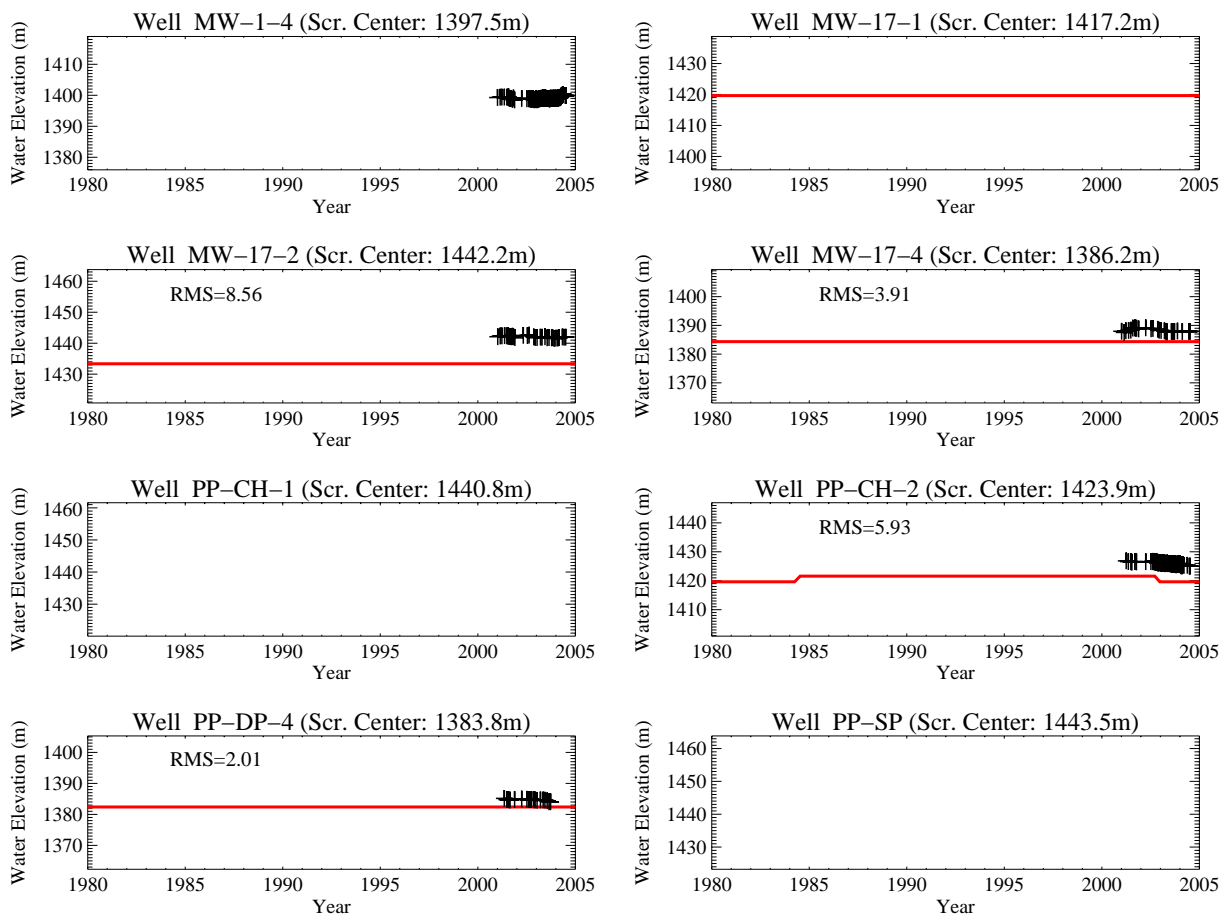 Well MW−1−4 (Scr. Center: 1397.5m)
Water Elevation (m)
1410
1400
1390
1380
1980 1985 1990 1995 2000 2005
Year
Well MW−17−1 (Scr. Center: 1417.2m)
Water Elevation (m)
1430
1420
1410
1400
1980 1985 1990 1995 2000 2005
Year
Well MW−17−2 (Scr. Center: 1442.2m)
Water Elevation (m)
1460
1450
1440
1430
RMS=8.56
1980 1985 1990 1995 2000 2005
Year
Well MW−17−4 (Scr. Center: 1386.2m)
Water Elevation (m)
1400
1390
1380
1370
RMS=3.91
1980 1985 1990 1995 2000 2005
Year
Well PP−CH−1 (Scr. Center: 1440.8m)
Water Elevation (m)
1460
1450
1440
1430
1980 1985 1990 1995 2000 2005
Year
Well PP−CH−2 (Scr. Center: 1423.9m)
Water Elevation (m)
1440
1430
1420
1410
RMS=5.93
1980 1985 1990 1995 2000 2005
Year
Well PP−DP−4 (Scr. Center: 1383.8m)
Water Elevation (m)
1400
1390
1380
1370
RMS=2.01
1980 1985 1990 1995 2000 2005
Year
Well PP−SP (Scr. Center: 1443.5m)
Water Elevation (m)
1460
1450
1440
1430
1980 1985 1990 1995 2000 2005
Year